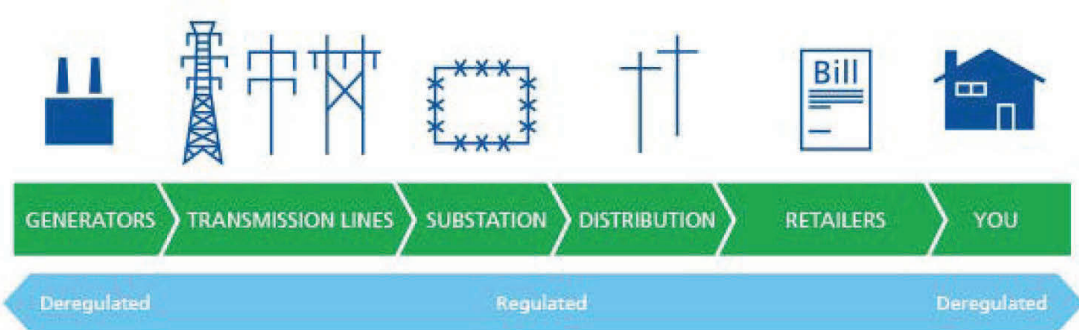 Bill
GENERATORS TRANSMISSION LINES SUBSTATION DISTRIBUTION RETAILERS YOU
Deregulated Regulated Deregulated